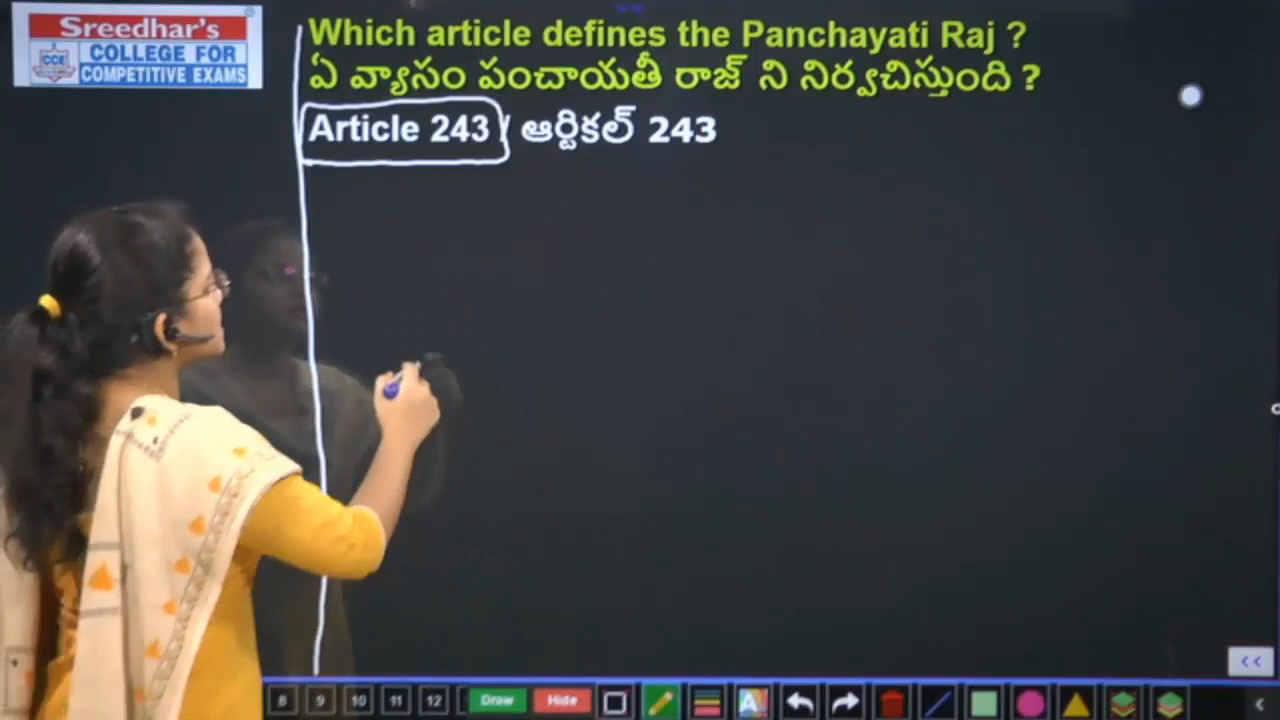 Sreedhar's
CCE
COLLEGE FOR
COMPETITIVE EXAMS
Which article defines the Panchayati Raj ?
ఏ వ్యాసం పంచాయతీ రాజ్ ని నిర్వచిస్తుంది ?
Article 243 / ఆర్టికల్ 243
8 9 10 11 12 Draw Hide